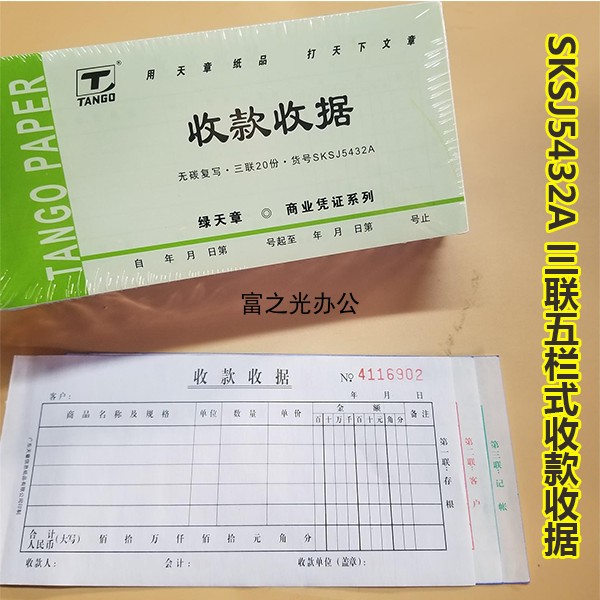 TANGO PAPER
TANGO
用天章纸品 打天下文章
收款收据
无碳复写·三联20份·货号SKSJ5432A
绿天章 ◎ 商业凭证系列
自 年 月 日第 号起至 年 月 日第 号止
富之光办公
SKSJ5432A 三联五栏式收款收据
收款收据
№ 4116902
客户: 年 月 日
商品名称及规格 单位 数量 单价 金额 备注
百 十 万 千 百 十 元 角 分
合计人民币(大写) 佰 拾 万 仟 佰 拾 元 角 分
收款人: 会计: 收款单位(盖章):
第一联:存根
第二联:客户
第三联:记帐